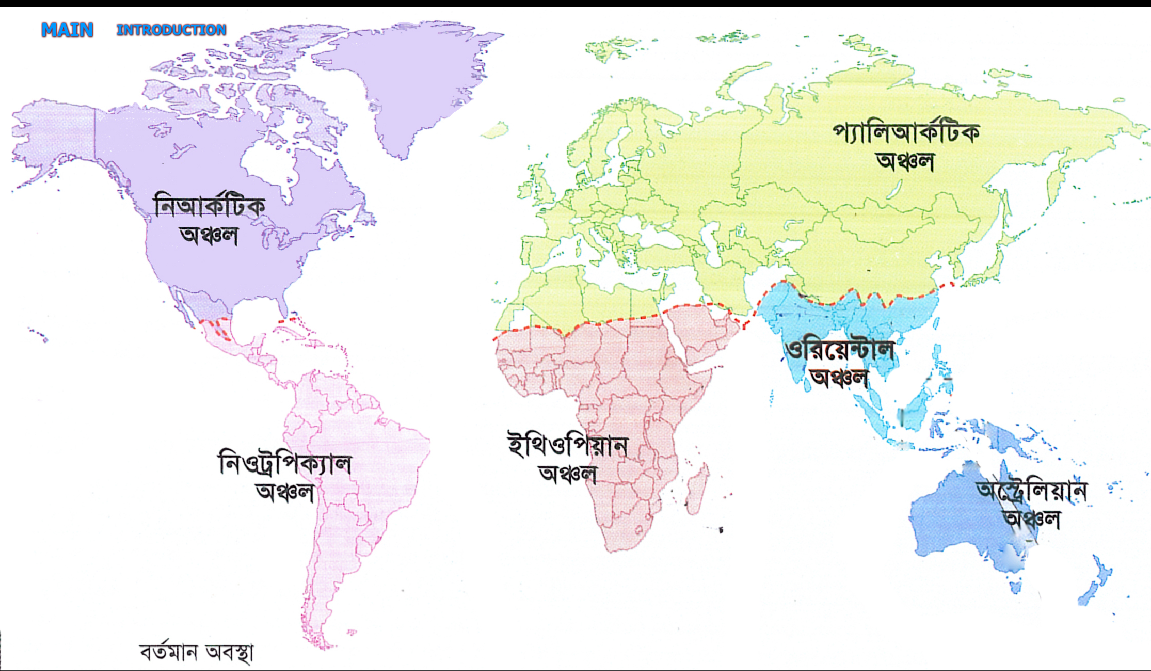 MAIN INTRODUCTION
প্যালিআর্কটিক
অঞ্চল
নিআর্কটিক
অঞ্চল
ওরিয়েন্টাল
অঞ্চল
নিওট্রপিক্যাল
অঞ্চল
ইথিওপিয়ান
অঞ্চল
অস্ট্রেলিয়ান
অঞ্চল
বর্তমান অবস্থা